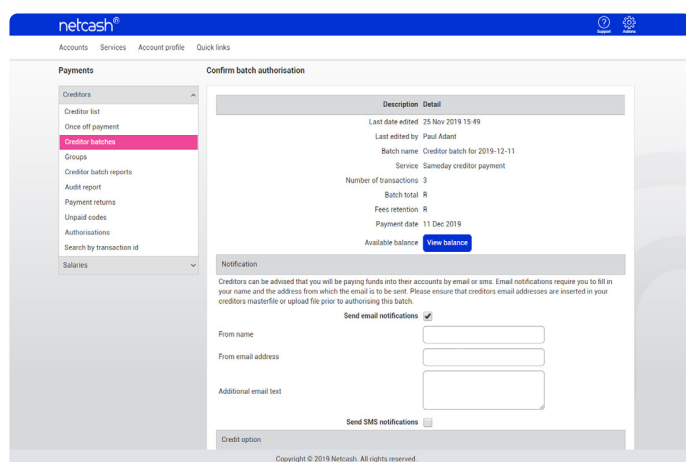 netcash®
Support
Actions
Accounts Services Account profile Quick links
Payments
Creditors
Creditor list
Once off payment
Creditor batches
Groups
Creditor batch reports
Audit report
Payment returns
Unpaid codes
Authorisations
Search by transaction id
Salaries
Confirm batch authorisation
Description Detail
Last date edited 25 Nov 2019 15:49
Last edited by Paul Adant
Batch name Creditor batch for 2019-12-11
Service Sameday creditor payment
Number of transactions 3
Batch total R
Fees retention R
Payment date 11 Dec 2019
Available balance View balance
Notification
Creditors can be advised that you will be paying funds into their accounts by email or sms. Email notifications require you to fill in
your name and the address from which the email is to be sent. Please ensure that creditors email addresses are inserted in your
creditors masterfile or upload file prior to authorising this batch.
Send email notifications
From name
From email address
Additional email text
Send SMS notifications
Credit option
Copyright © 2019 Netcash. All rights reserved.